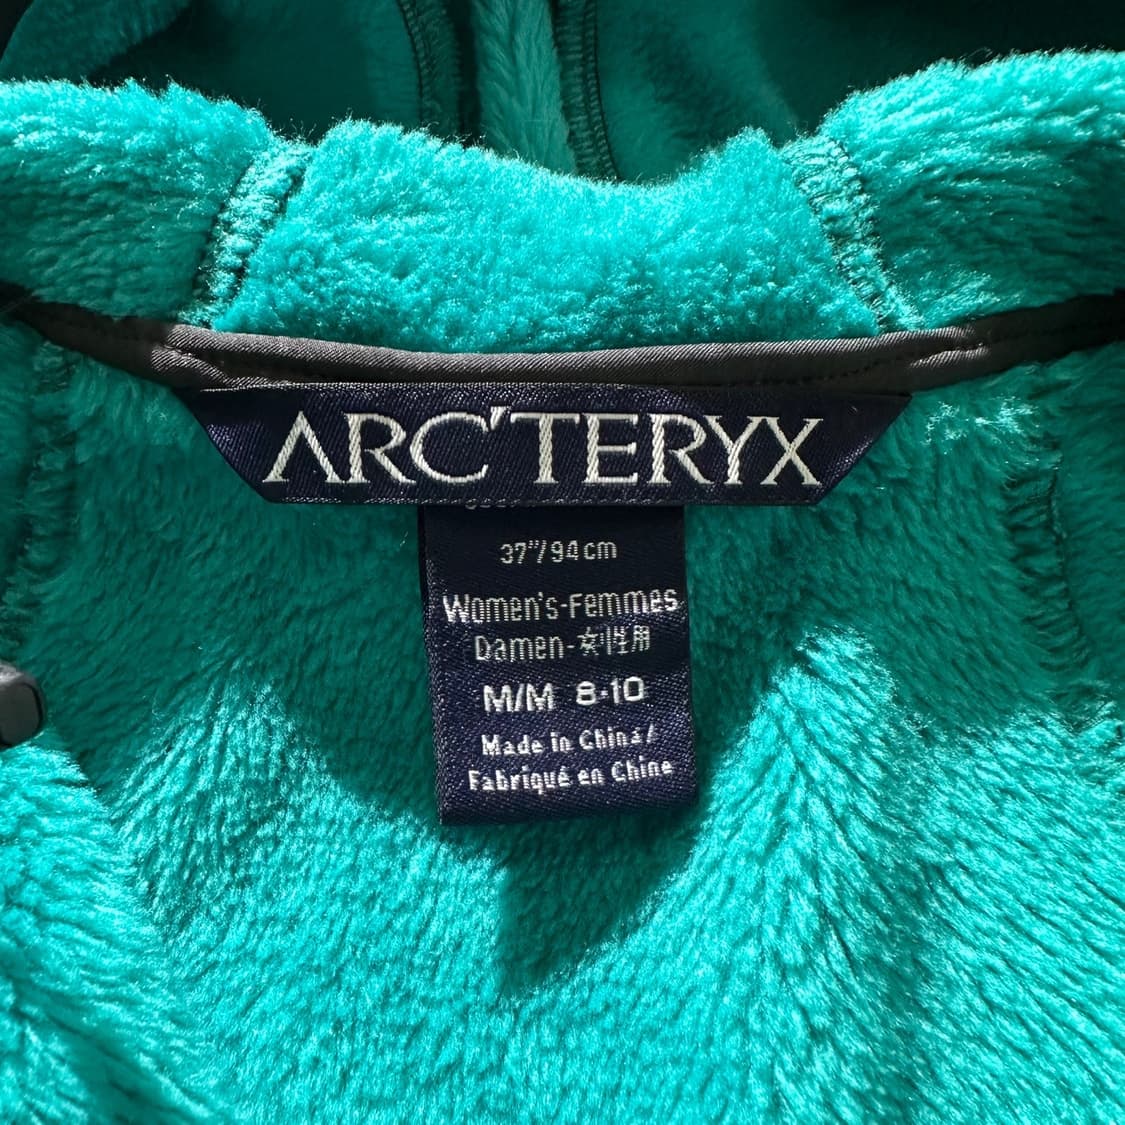 ARC'TERYX
37"/94cm
Women's-Femmes
Damen-女性用
M/M 8-10
Made in China/
Fabriqué en Chine